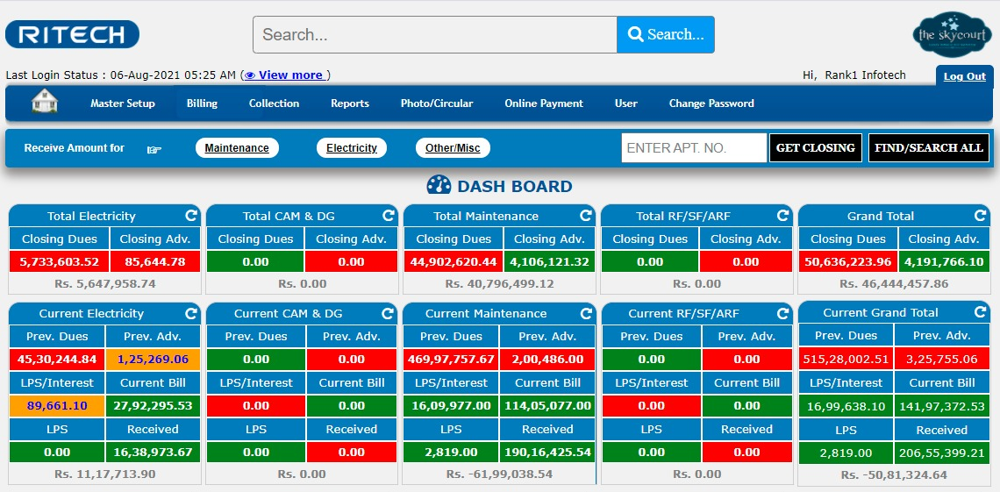 RITECH
Search...
Search...
the skycourt
Last Login Status : 06-Aug-2021 05:25 AM ( View more )
Hi, Rank1 Infotech
Log Out
Master Setup Billing Collection Reports Photo/Circular Online Payment User Change Password
Receive Amount for Maintenance Electricity Other/Misc ENTER APT. NO. GET CLOSING FIND/SEARCH ALL
DASH BOARD
Total Electricity Total CAM & DG Total Maintenance Total RF/SF/ARF Grand Total
Closing Dues Closing Adv. Closing Dues Closing Adv. Closing Dues Closing Adv. Closing Dues Closing Adv. Closing Dues Closing Adv.
5,733,603.52 85,644.78 0.00 0.00 44,902,620.44 4,106,121.32 0.00 0.00 50,636,223.96 4,191,766.10
Rs. 5,647,958.74 Rs. 0.00 Rs. 40,796,499.12 Rs. 0.00 Rs. 46,444,457.86
Current Electricity Current CAM & DG Current Maintenance Current RF/SF/ARF Current Grand Total
Prev. Dues Prev. Adv. Prev. Dues Prev. Adv. Prev. Dues Prev. Adv. Prev. Dues Prev. Adv. Prev. Dues Prev. Adv.
45,30,244.84 1,25,269.06 0.00 0.00 469,97,757.67 2,00,486.00 0.00 0.00 515,28,002.51 3,25,755.06
LPS/Interest Current Bill LPS/Interest Current Bill LPS/Interest Current Bill LPS/Interest Current Bill LPS/Interest Current Bill
89,661.10 27,92,295.53 0.00 0.00 16,09,977.00 114,05,077.00 0.00 0.00 16,99,638.10 141,97,372.53
LPS Received LPS Received LPS Received LPS Received LPS Received
0.00 16,38,973.67 0.00 0.00 2,819.00 190,16,425.54 0.00 0.00 2,819.00 206,55,399.21
Rs. 11,17,713.90 Rs. 0.00 Rs. -61,99,038.54 Rs. 0.00 Rs. -50,81,324.64